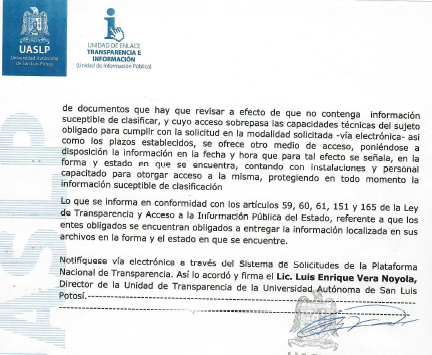 UASLP
Universidad Autónoma
de San Luis Potosí
UNIDAD DE ENLACE
TRANSPARENCIA E
INFORMACIÓN
(Unidad de Información Pública)
de documentos que hay que revisar a efecto de que no contenga información
suceptible de clasificar, y cuyo acceso sobrepasa las capacidades técnicas del sujeto
obligado para cumplir con la solicitud en la modalidad solicitada -vía electrónica- asi
como los plazos establecidos, se ofrece otro medio de acceso, poniéndose a
disposición la información en la fecha y hora que para tal efecto se señala, en la
forma y estado en que se encuentra, contando con instalaciones y personal
capacitado para otorgar acceso a la misma, protegiendo en todo momento la
información suceptible de clasificación
Lo que se informa en conformidad con los artículos 59, 60, 61, 151 y 165 de la Ley
de Transparencia y Acceso a la Información Pública del Estado, referente a que los
entes obligados se encuentran obligados a entregar la información localizada en sus
archivos en la forma y el estado en que se encuentre.
Notifíquese vía electrónica a través del Sistema de Solicitudes de la Plataforma
Nacional de Transparencia. Así lo acordó y firma el Lic. Luis Enrique Vera Noyola,
Director de la Unidad de Transparencia de la Universidad Autónoma de San Luis
Potosí.
UASLP